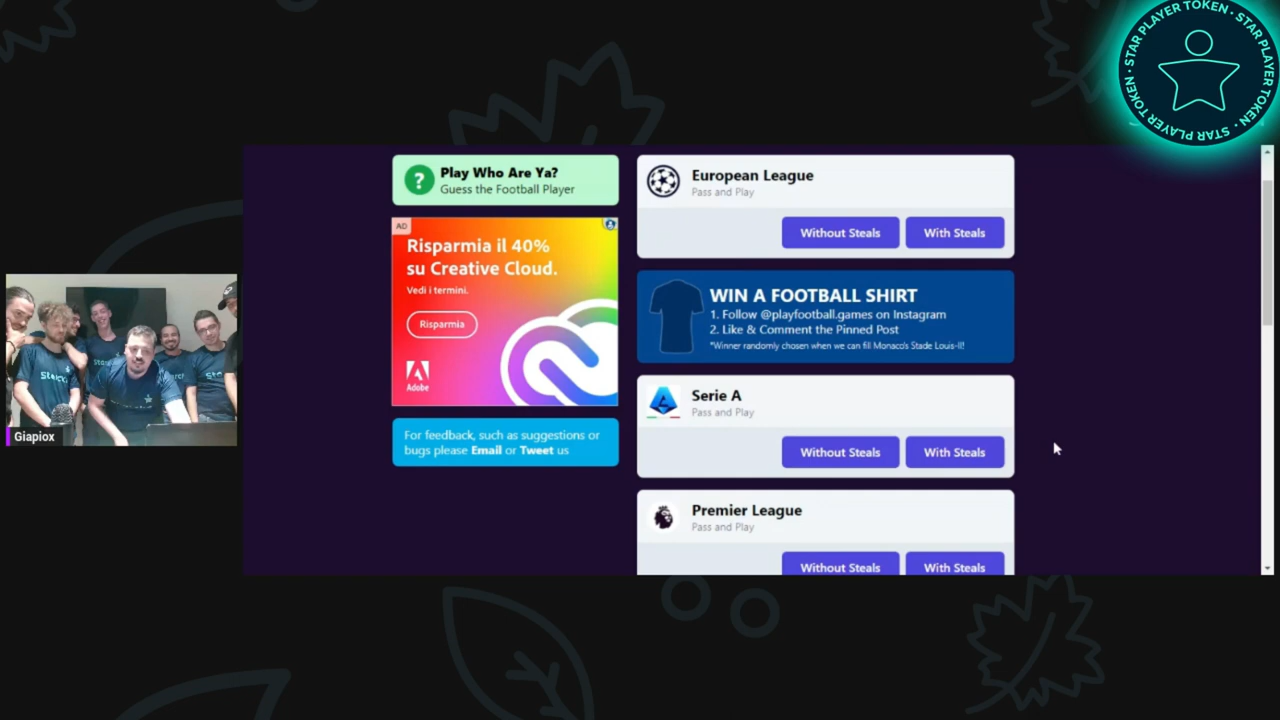 STAR PLAYER TOKEN • STAR PLAYER TOKEN • STAR PLAYER TOKEN •
Play Who Are Ya?
Guess the Football Player
AD
Risparmia il 40%
su Creative Cloud.
Vedi i termini.
Risparmia
Adobe
For feedback, such as suggestions or
bugs please Email or Tweet us
European League
Pass and Play
Without Steals
With Steals
WIN A FOOTBALL SHIRT
1. Follow @playfootball.games on Instagram
2. Like & Comment the Pinned Post
*Winner randomly chosen when we can fill Monaco's Stade Louis-II!
Serie A
Pass and Play
Without Steals
With Steals
Premier League
Pass and Play
Without Steals
With Steals
Giapiox